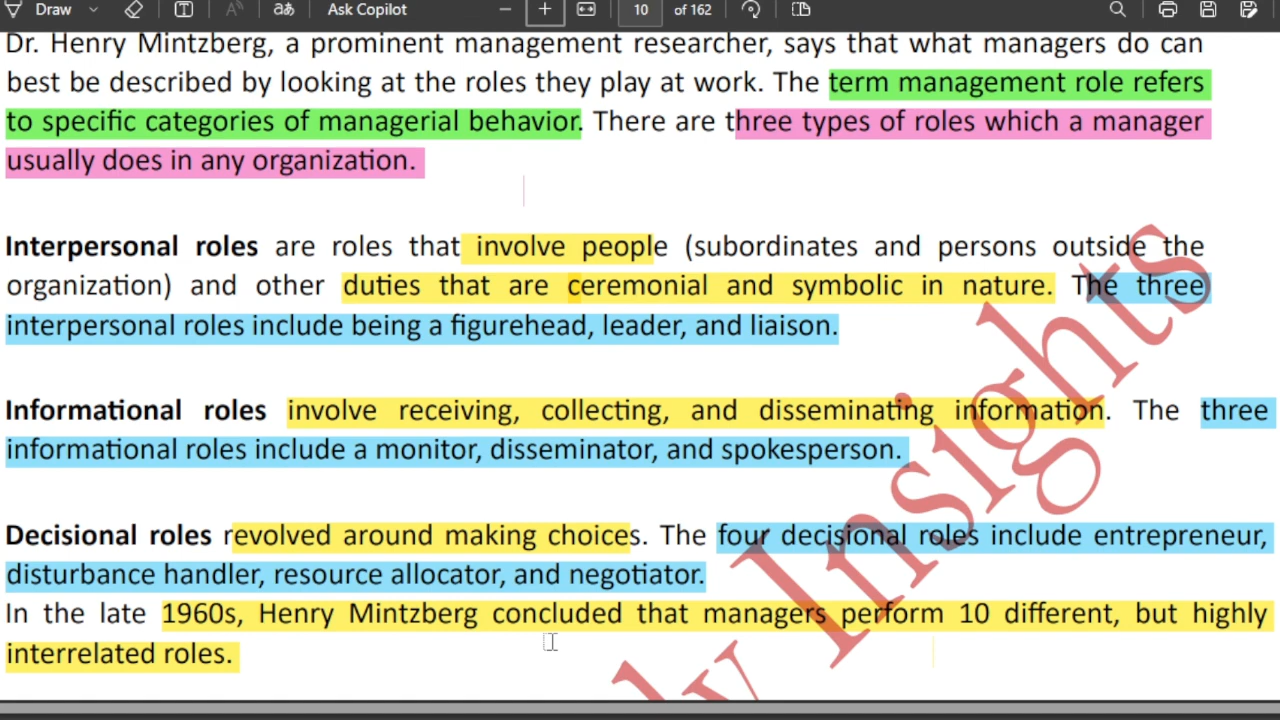 Draw
Ask Copilot
10 of 162
Dr. Henry Mintzberg, a prominent management researcher, says that what managers do can
best be described by looking at the roles they play at work. The term management role refers
to specific categories of managerial behavior. There are three types of roles which a manager
usually does in any organization.
Interpersonal roles are roles that involve people (subordinates and persons outside the
organization) and other duties that are ceremonial and symbolic in nature. The three
interpersonal roles include being a figurehead, leader, and liaison.
Informational roles involve receiving, collecting, and disseminating information. The three
informational roles include a monitor, disseminator, and spokesperson.
Decisional roles revolved around making choices. The four decisional roles include entrepreneur,
disturbance handler, resource allocator, and negotiator.
In the late 1960s, Henry Mintzberg concluded that managers perform 10 different, but highly
interrelated roles.
Insights